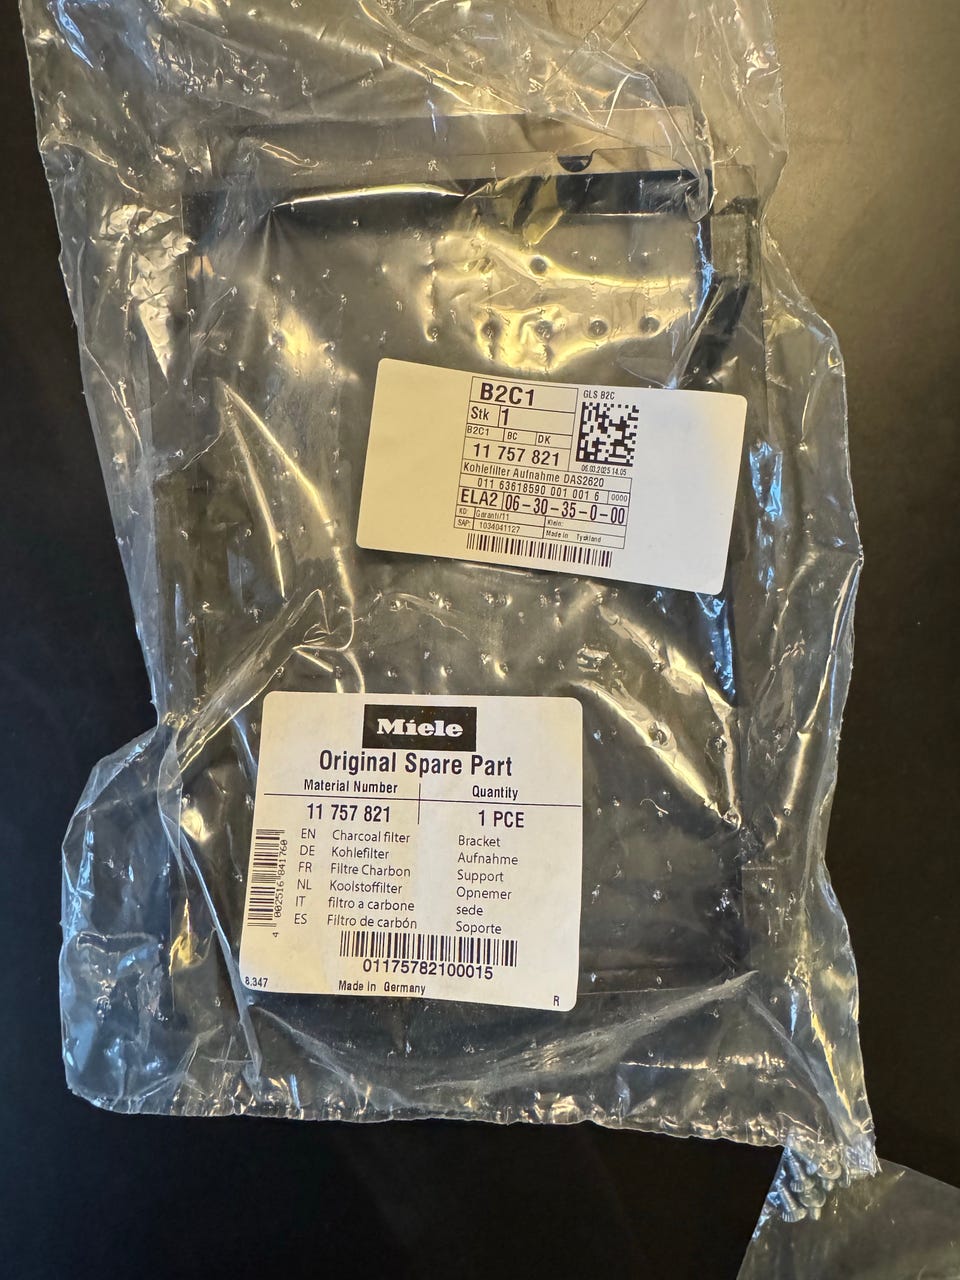 B2C1
GLS B2C
Stk 1
B2C1 BC DK
11 757 821
06.03.2025 14.05
Kohlefilter Aufnahme DAS2620
011 63618590 001 001 6 0000
ELA2 06-30-35-0-00
KD: Garanti/11 Klein:
SAP: 1034041127 Made in Tyskland
Miele
Original Spare Part
Material Number Quantity
11 757 821 1 PCE
EN Charcoal filter Bracket
DE Kohlefilter Aufnahme
FR Filtre Charbon Support
NL Koolstoffilter Opnemer
IT filtro a carbone sede
ES Filtro de carbón Soporte
4 002516 841760
01175782100015
8.347 Made in Germany R